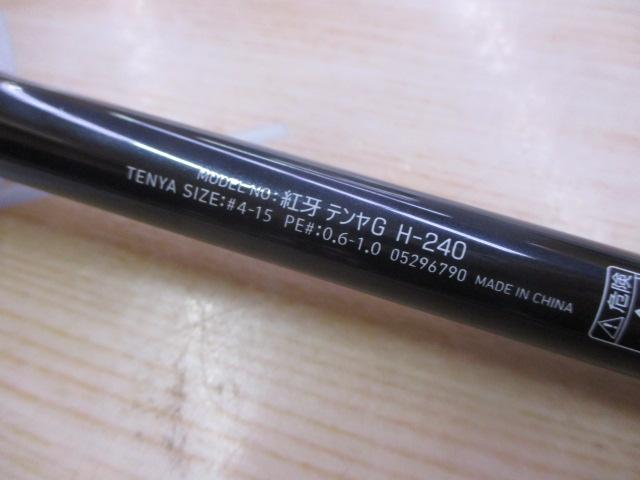 MODEL NO: 紅牙 テンヤG H-240
TENYA SIZE:#4-15 PE#:0.6-1.0 05296790 MADE IN CHINA
⚠危険